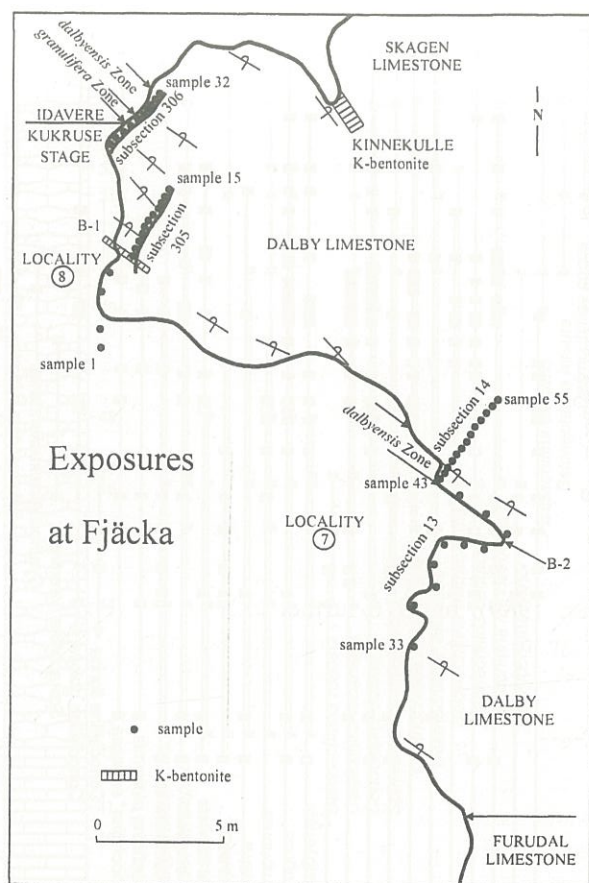 SKAGEN
LIMESTONE
dalbyensis Zone
granulifera Zone
sample 32
IDAVERE
KUKRUSE
STAGE
subsection 306
N
KINNEKULLE
K-bentonite
sample 15
B-1
subsection
305
DALBY LIMESTONE
LOCALITY
8
sample 1
Exposures
at Fjäcka
subsection 14
sample 55
dalbyensis Zone
sample 43
LOCALITY
7
subsection 13
B-2
sample 33
DALBY
LIMESTONE
sample
K-bentonite
0 5 m
FURUDAL
LIMESTONE